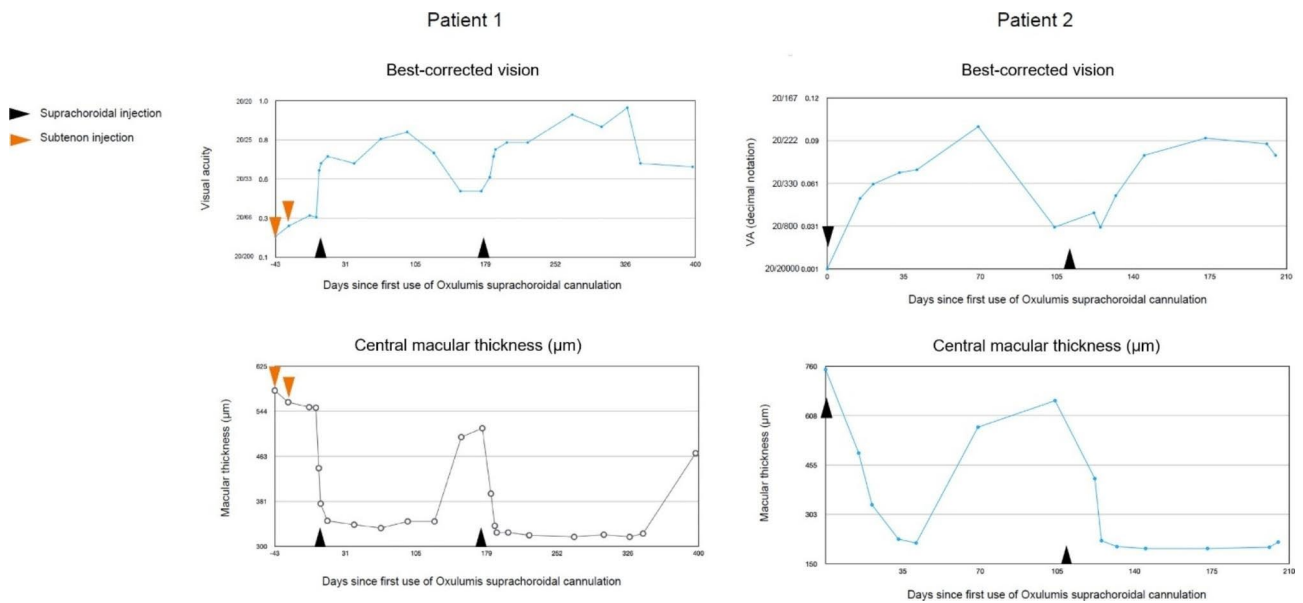 Patient 1
Patient 2
Suprachoroidal injection
Subtenon injection
Best-corrected vision
Visual acuity
20/20 1.0
20/25 0.8
20/33 0.6
20/66 0.3
20/200 0.1
-43 31 105 179 252 326 400
Days since first use of Oxulumis suprachoroidal cannulation
Best-corrected vision
VA (decimal notation)
20/167 0.12
20/222 0.09
20/330 0.061
20/800 0.031
20/20000 0.001
0 35 70 105 140 175 210
Days since first use of Oxulumis suprachoroidal cannulation
Central macular thickness (µm)
Macular thickness (µm)
625
544
463
381
300
-43 31 105 179 252 326 400
Days since first use of Oxulumis suprachoroidal cannulation
Central macular thickness (µm)
Macular thickness (µm)
760
608
455
303
150
35 70 105 140 175 210
Days since first use of Oxulumis suprachoroidal cannulation